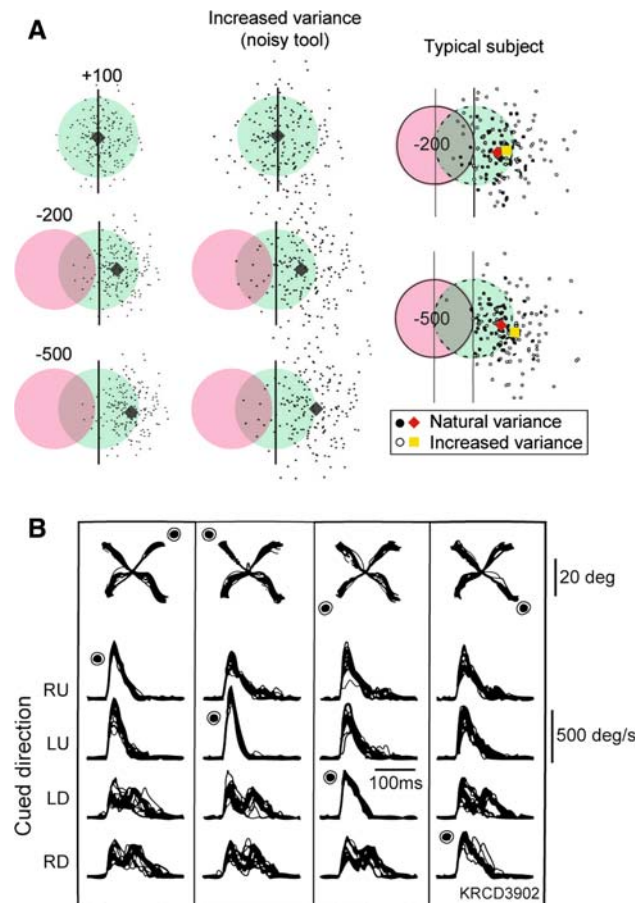 A
Increased variance
(noisy tool)
Typical subject
+100
-200
-500
-200
-500
Natural variance
Increased variance
B
20 deg
RU
LU
LD
RD
Cued direction
500 deg/s
100ms
KRCD3902